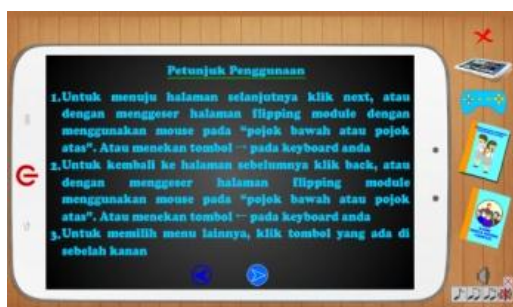 Petunjuk Penggunaan
1.Untuk menuju halaman selanjutnya klik next, atau
dengan menggeser halaman flipping module dengan
menggunakan mouse pada "pojok bawah atau pojok
atas". Atau menekan tombol → pada keyboard anda
2.Untuk kembali ke halaman sebelumnya klik back, atau
dengan menggeser halaman flipping module
menggunakan mouse pada "pojok bawah atau pojok
atas". Atau menekan tombol ← pada keyboard anda
3.Untuk memilih menu lainnya, klik tombol yang ada di
sebelah kanan